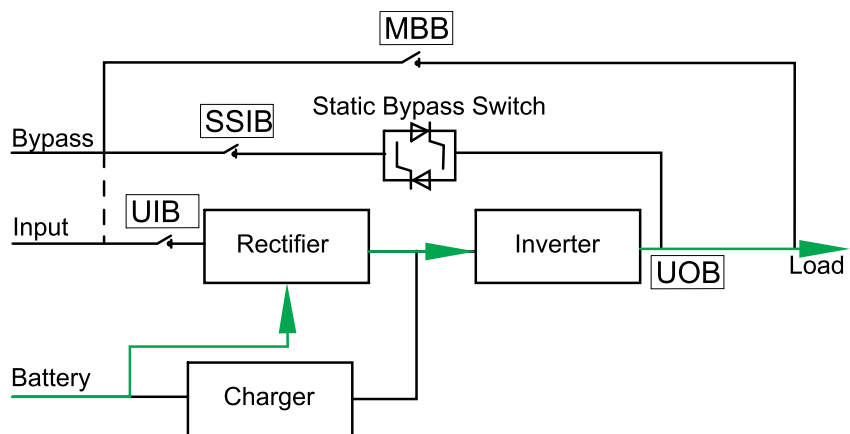 MBB
Static Bypass Switch
SSIB
Bypass
UIB
Input
Rectifier
Inverter
UOB
Load
Battery
Charger